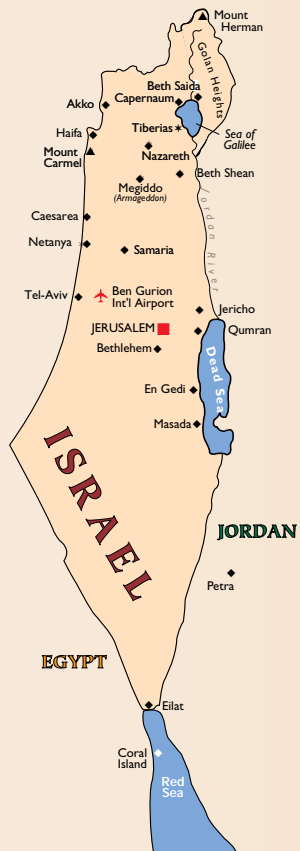 Mount
Herman
Golan Heights
Beth Saida
Capernaum
Akko
Sea of
Galilee
Tiberias
Haifa
Mount
Carmel
Nazareth
Beth Shean
Megiddo
(Armageddon)
Jordan River
Caesarea
Netanya
Samaria
Tel-Aviv
Ben Gurion
Int'l Airport
Jericho
JERUSALEM
Qumran
Bethlehem
Dead Sea
En Gedi
Masada
ISRAEL
JORDAN
Petra
EGYPT
Eilat
Coral
Island
Red
Sea